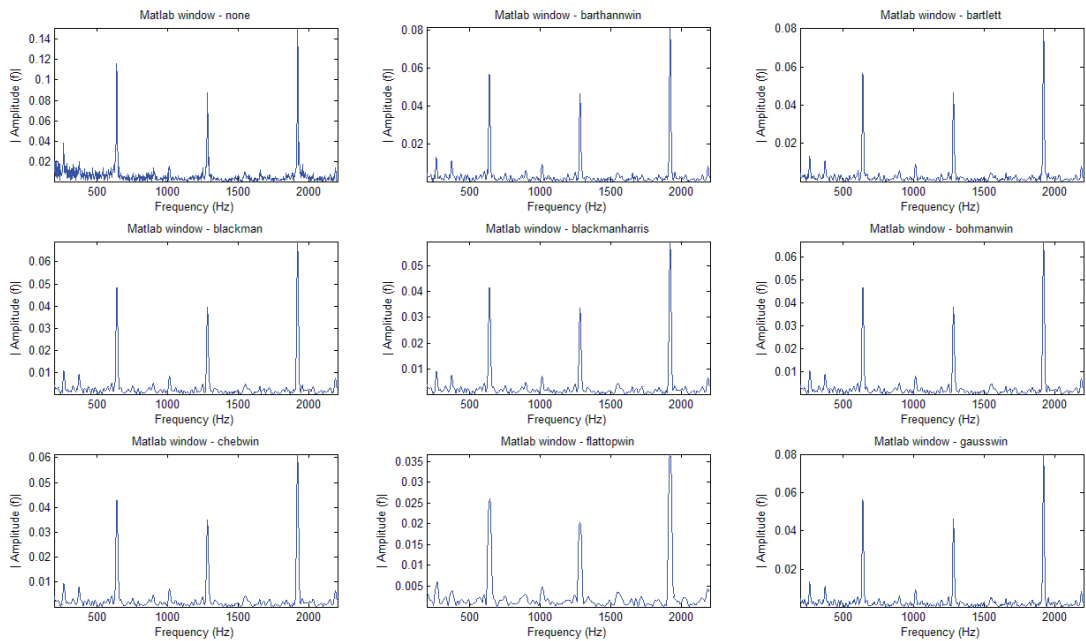 Matlab window - none
| Amplitude (f)|
0.14
0.12
0.1
0.08
0.06
0.04
0.02
500 1000 1500 2000
Frequency (Hz)
Matlab window - barthannwin
| Amplitude (f)|
0.08
0.06
0.04
0.02
500 1000 1500 2000
Frequency (Hz)
Matlab window - bartlett
| Amplitude (f)|
0.08
0.06
0.04
0.02
500 1000 1500 2000
Frequency (Hz)
Matlab window - blackman
| Amplitude (f)|
0.06
0.05
0.04
0.03
0.02
0.01
500 1000 1500 2000
Frequency (Hz)
Matlab window - blackmanharris
| Amplitude (f)|
0.05
0.04
0.03
0.02
0.01
500 1000 1500 2000
Frequency (Hz)
Matlab window - bohmanwin
| Amplitude (f)|
0.06
0.05
0.04
0.03
0.02
0.01
500 1000 1500 2000
Frequency (Hz)
Matlab window - chebwin
| Amplitude (f)|
0.06
0.05
0.04
0.03
0.02
0.01
500 1000 1500 2000
Frequency (Hz)
Matlab window - flattopwin
| Amplitude (f)|
0.035
0.03
0.025
0.02
0.015
0.01
0.005
500 1000 1500 2000
Frequency (Hz)
Matlab window - gausswin
| Amplitude (f)|
0.08
0.06
0.04
0.02
500 1000 1500 2000
Frequency (Hz)